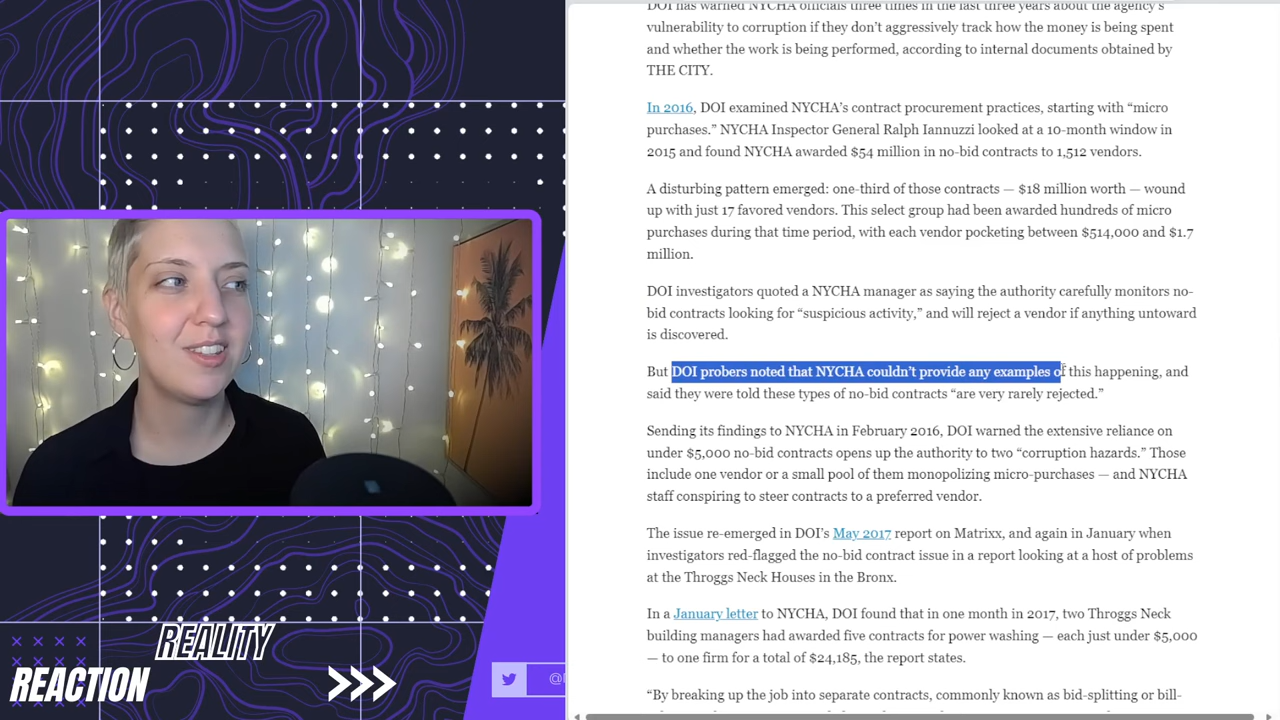 REALITY
REACTION
DOI has warned NYCHA officials three times in the last three years about the agency's
vulnerability to corruption if they don't aggressively track how the money is being spent
and whether the work is being performed, according to internal documents obtained by
THE CITY.
In 2016, DOI examined NYCHA's contract procurement practices, starting with “micro
purchases.” NYCHA Inspector General Ralph Iannuzzi looked at a 10-month window in
2015 and found NYCHA awarded $54 million in no-bid contracts to 1,512 vendors.
A disturbing pattern emerged: one-third of those contracts — $18 million worth — wound
up with just 17 favored vendors. This select group had been awarded hundreds of micro
purchases during that time period, with each vendor pocketing between $514,000 and $1.7
million.
DOI investigators quoted a NYCHA manager as saying the authority carefully monitors no-
bid contracts looking for “suspicious activity,” and will reject a vendor if anything untoward
is discovered.
But DOI probers noted that NYCHA couldn't provide any examples of this happening, and
said they were told these types of no-bid contracts “are very rarely rejected.”
Sending its findings to NYCHA in February 2016, DOI warned the extensive reliance on
under $5,000 no-bid contracts opens up the authority to two “corruption hazards.” Those
include one vendor or a small pool of them monopolizing micro-purchases — and NYCHA
staff conspiring to steer contracts to a preferred vendor.
The issue re-emerged in DOI's May 2017 report on Matrixx, and again in January when
investigators red-flagged the no-bid contract issue in a report looking at a host of problems
at the Throggs Neck Houses in the Bronx.
In a January letter to NYCHA, DOI found that in one month in 2017, two Throggs Neck
building managers had awarded five contracts for power washing — each just under $5,000
— to one firm for a total of $24,185, the report states.
“By breaking up the job into separate contracts, commonly known as bid-splitting or bill-